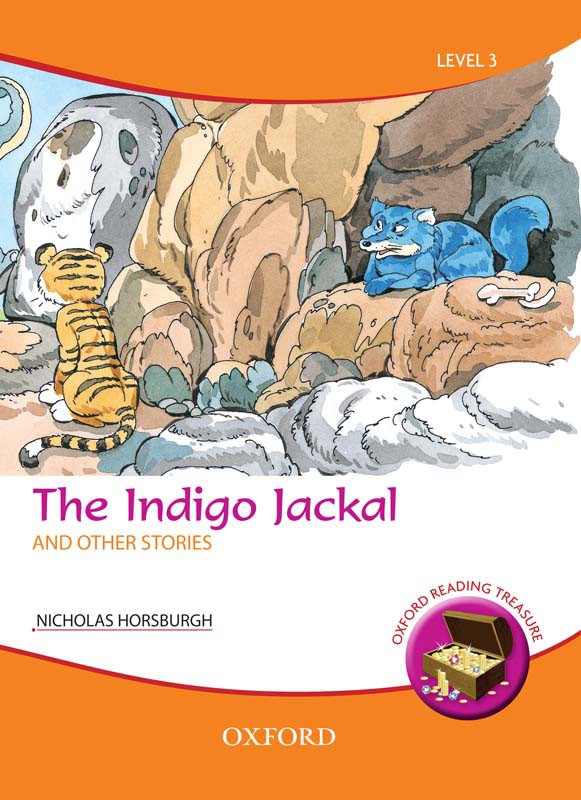 LEVEL 3
The Indigo Jackal
AND OTHER STORIES
NICHOLAS HORSBURGH
OXFORD READING TREASURE
OXFORD